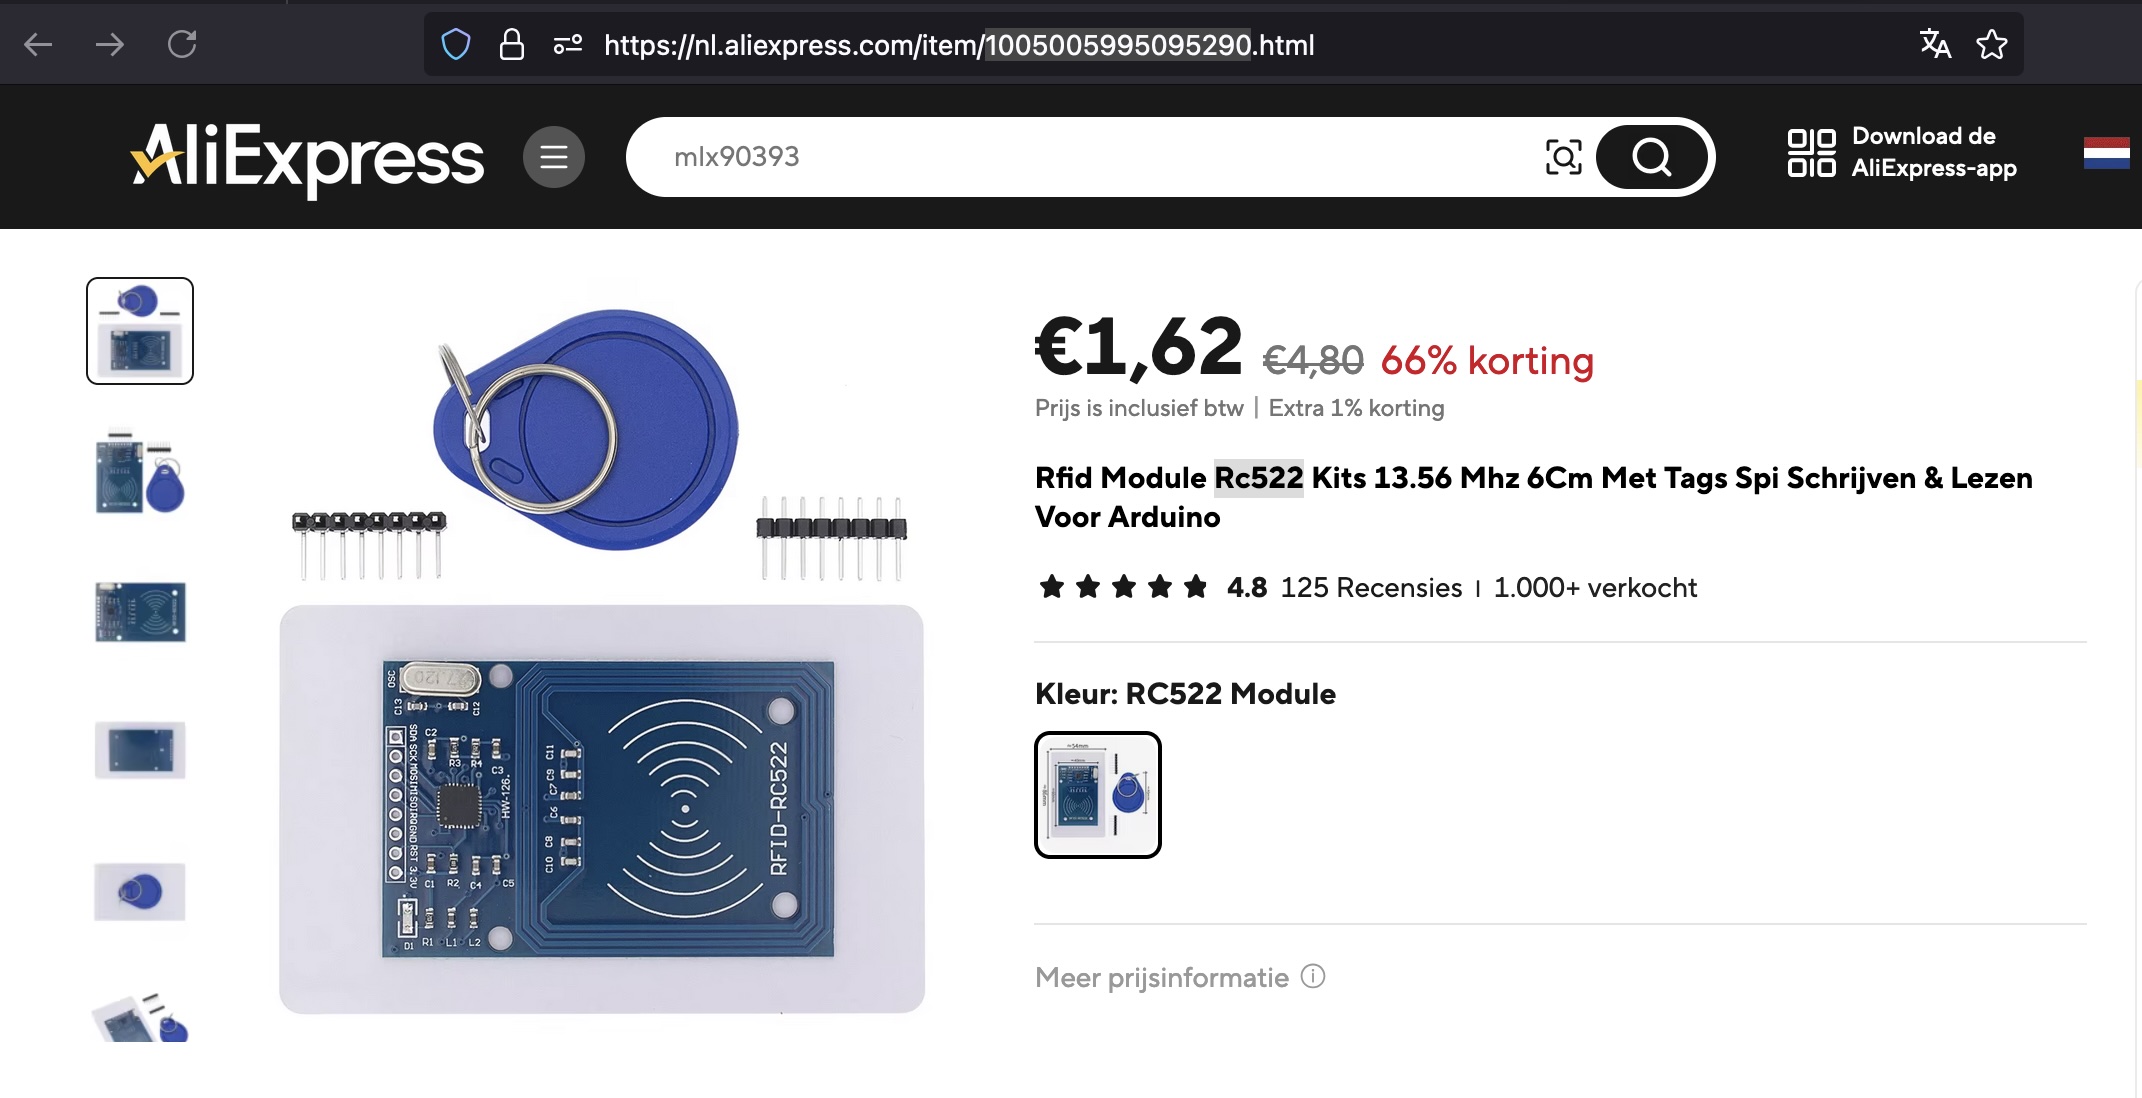 https://nl.aliexpress.com/item/1005005995095290.html
AliExpress
mlx90393
Download de
AliExpress-app
€1,62 €4,80 66% korting
Prijs is inclusief btw | Extra 1% korting
Rfid Module Rc522 Kits 13.56 Mhz 6Cm Met Tags Spi Schrijven & Lezen
Voor Arduino
4.8 125 Recensies | 1.000+ verkocht
Kleur: RC522 Module
Meer prijsinformatie
OSC
C13
C12
C2
R3
R4
C3
SDA SCK MOSI MISO IRQ GND RST 3.3V
HW-126.
C11
C9
C7
C6
C8
C10
RFID-RC522
C1
R2
C4
C5
D1
R1
L1
L2